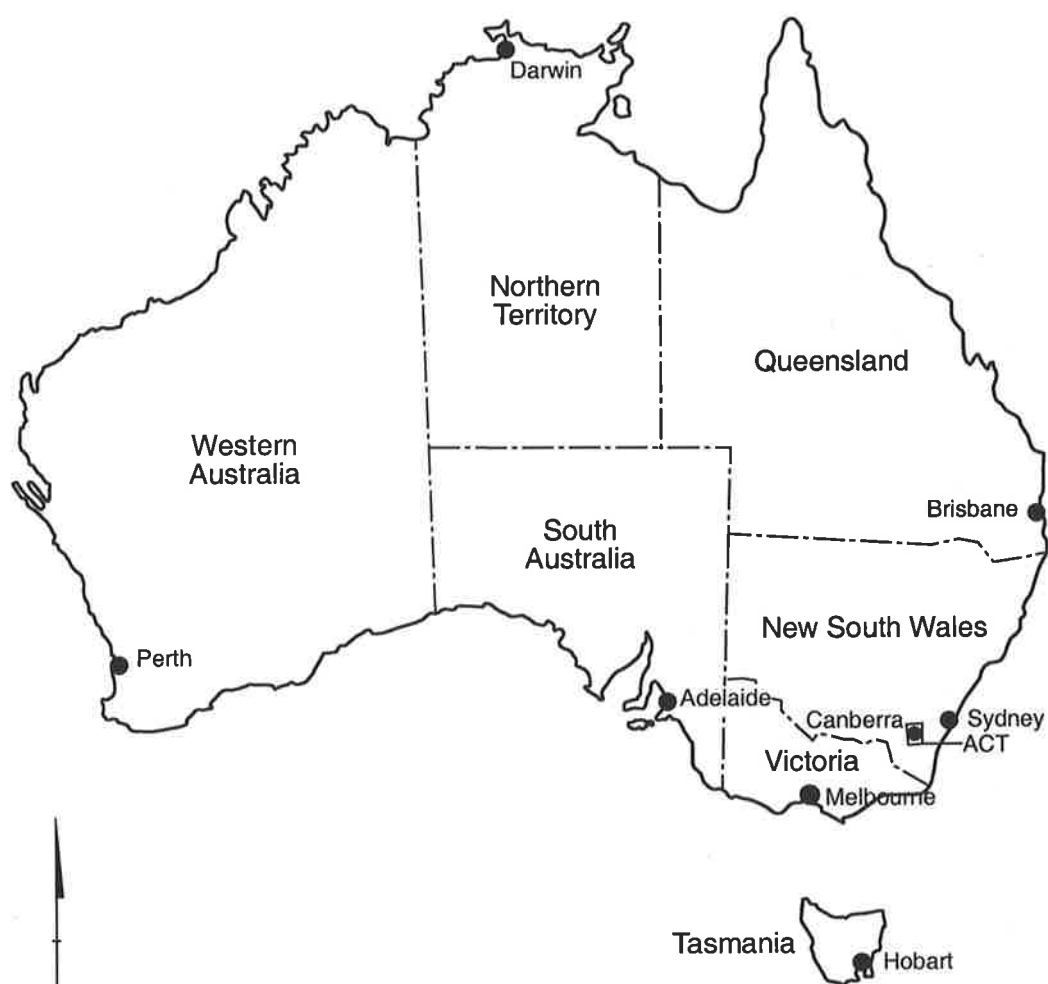 Darwin
Northern
Territory
Queensland
Western
Australia
South
Australia
Brisbane
New South Wales
Perth
Adelaide
Canberra
Sydney
ACT
Victoria
Melbourne
Tasmania
Hobart